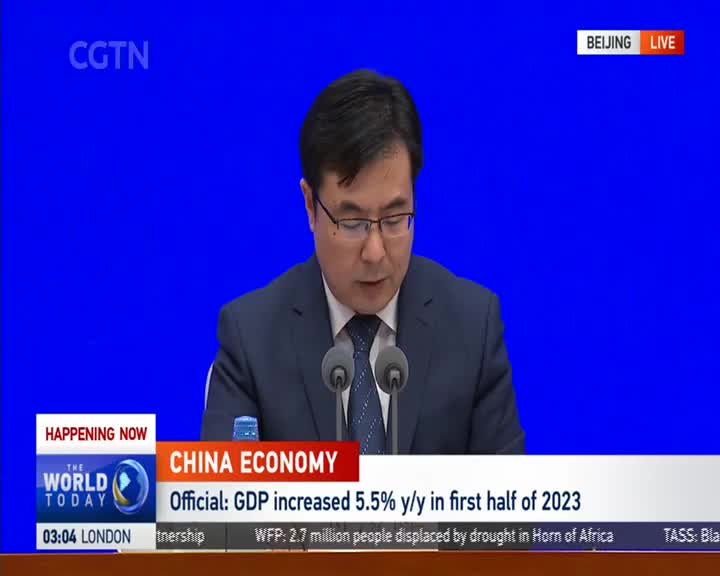 CGTN
BEIJING LIVE
HAPPENING NOW
THE
WORLD
TODAY
CHINA ECONOMY
Official: GDP increased 5.5% y/y in first half of 2023
03:04 LONDON
tnership WFP: 2.7 million people displaced by drought in Horn of Africa TASS: Bla